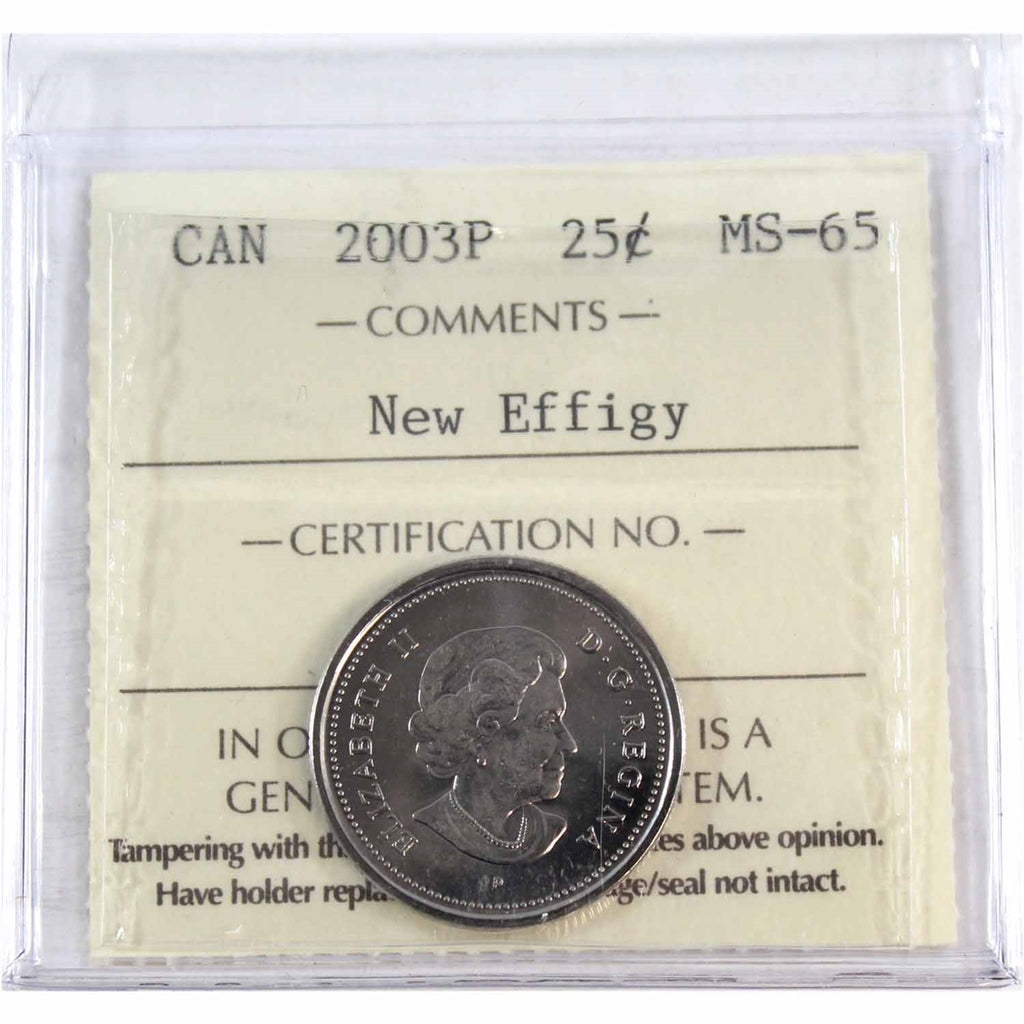 CAN 2003P 25¢ MS-65
— COMMENTS —
New Effigy
— CERTIFICATION NO. —
ELIZABETH II D·G·REGINA
P
IN O IS A
GEN TEM.
Tampering with th es above opinion.
Have holder repla ge/seal not intact.